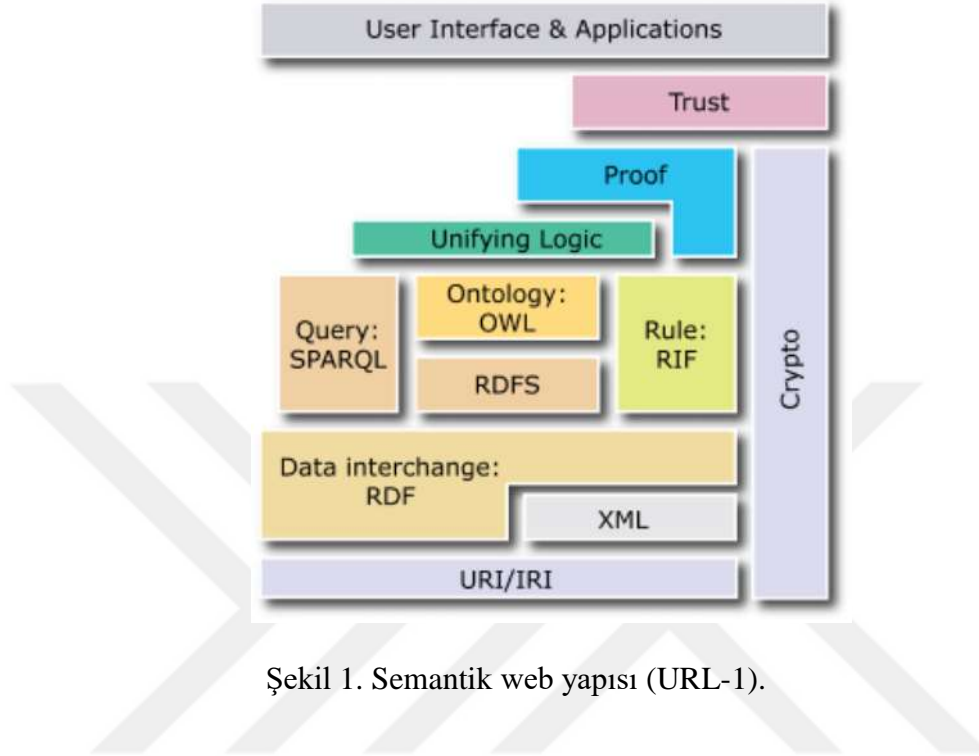 User Interface & Applications
Trust
Proof
Unifying Logic
Ontology:
OWL
Query:
SPARQL
Rule:
RIF
RDFS
Crypto
Data interchange:
RDF
XML
URI/IRI
Şekil 1. Semantik web yapısı (URL-1).